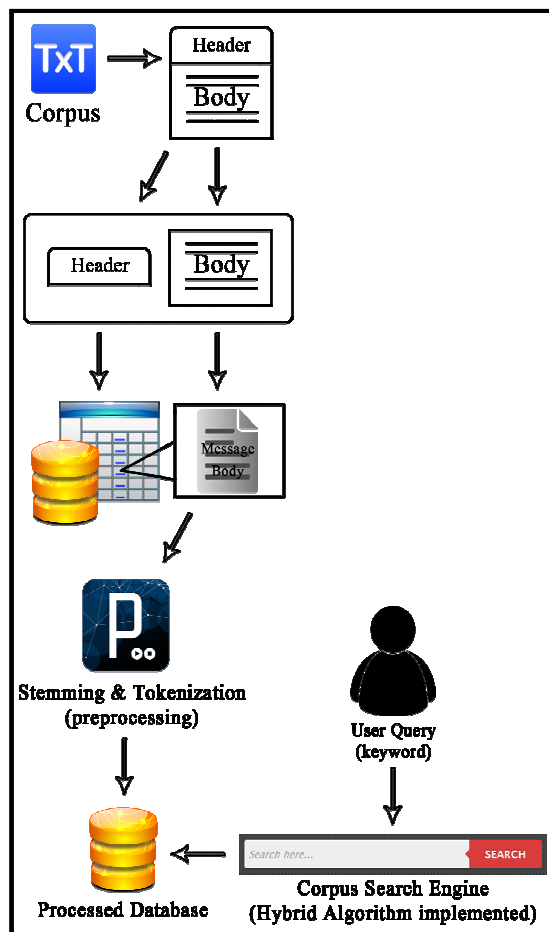 TxT
Corpus
Header
Body
Header
Body
Message
Body
P
Stemming & Tokenization
(preprocessing)
User Query
(keyword)
Search here...
SEARCH
Processed Database
Corpus Search Engine
(Hybrid Algorithm implemented)